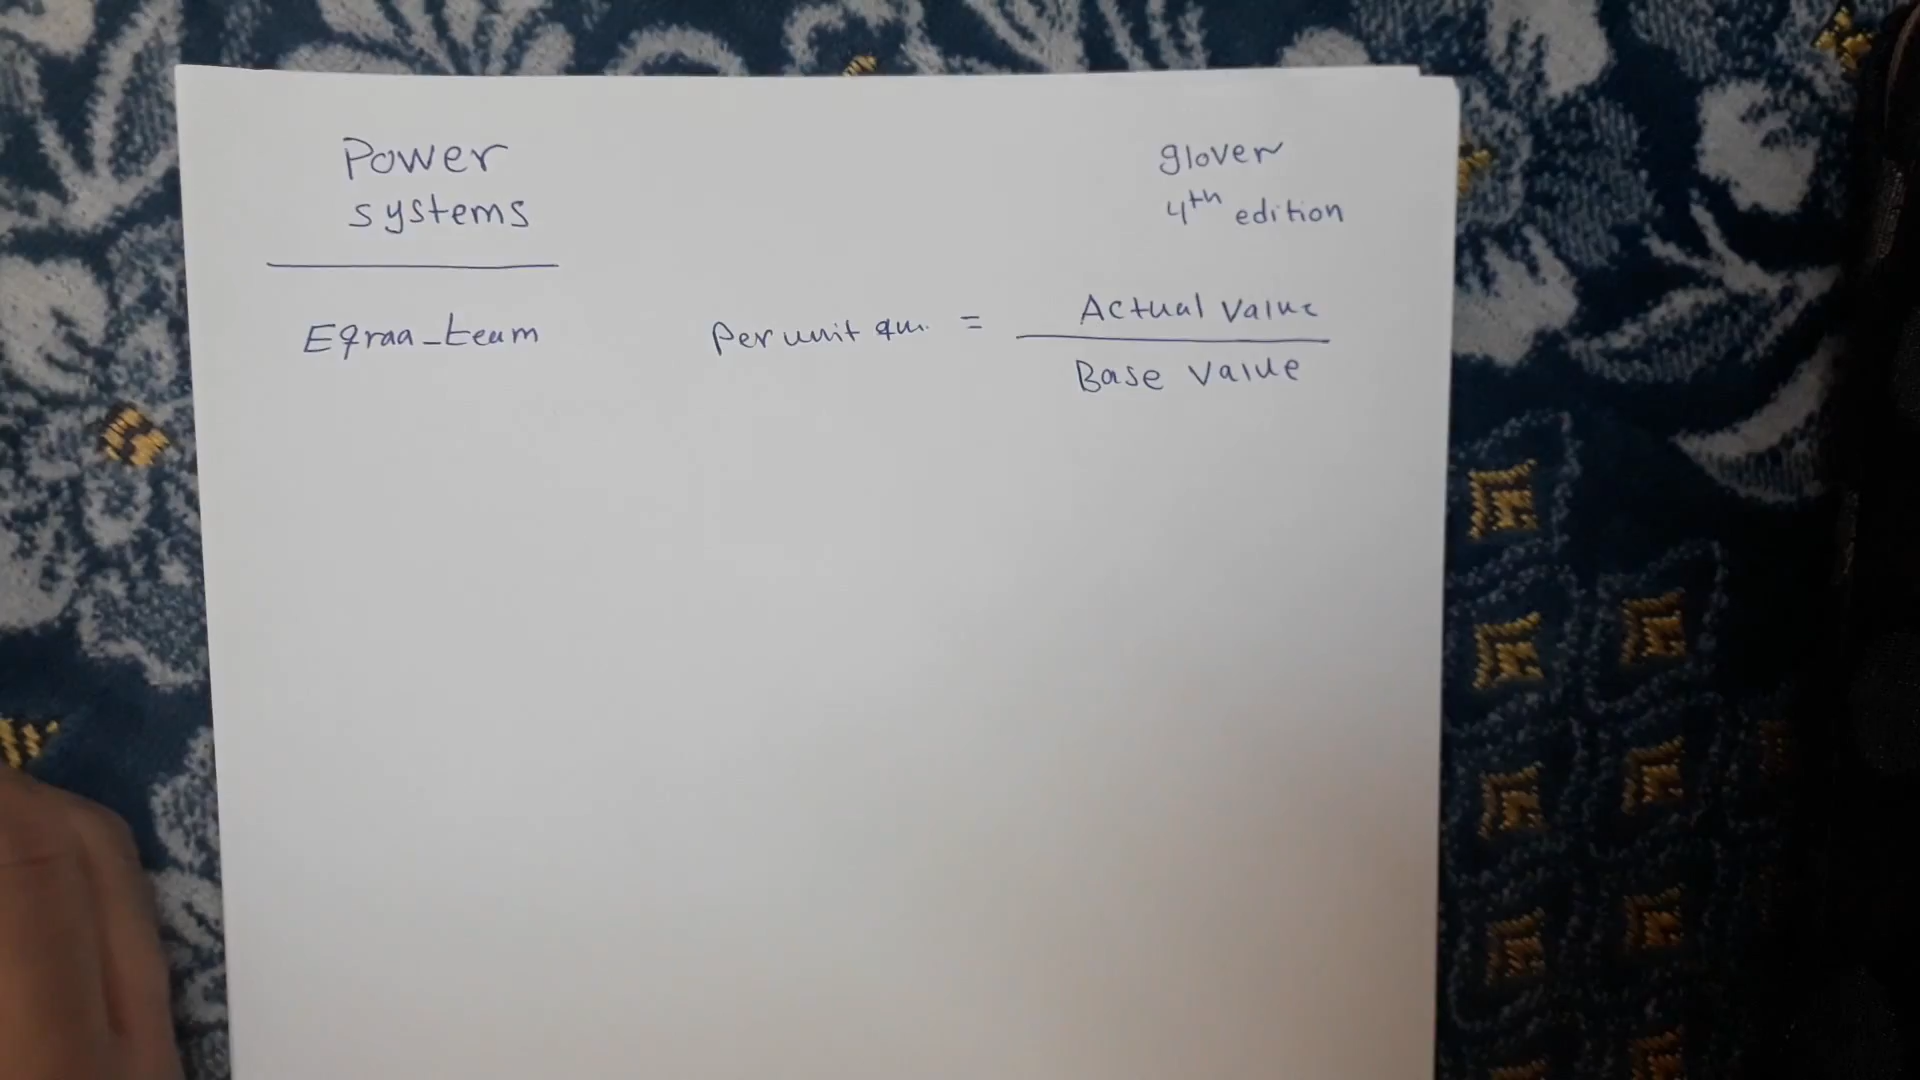 Power
systems
glover
4th edition
Eqraa_team
Per unit qu. = Actual Value
Base Value